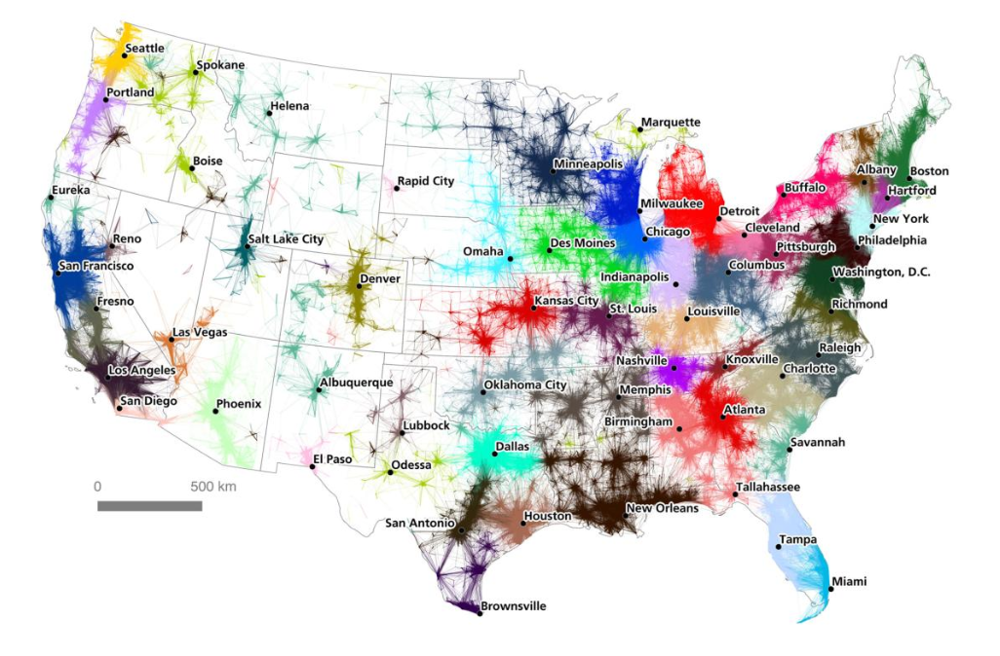 Seattle
Spokane
Portland
Helena
Marquette
Boise
Minneapolis
Albany
Boston
Rapid City
Buffalo
Hartford
Eureka
Milwaukee
Detroit
New York
Reno
Salt Lake City
Chicago
Cleveland
Des Moines
Pittsburgh
Philadelphia
Omaha
San Francisco
Columbus
Washington, D.C.
Indianapolis
Denver
Fresno
Kansas City
St. Louis
Louisville
Richmond
Las Vegas
Raleigh
Nashville
Knoxville
Los Angeles
Charlotte
Albuquerque
Oklahoma City
Memphis
San Diego
Phoenix
Atlanta
Lubbock
Birmingham
Dallas
Savannah
El Paso
Odessa
0 500 km
Tallahassee
New Orleans
San Antonio
Houston
Tampa
Miami
Brownsville